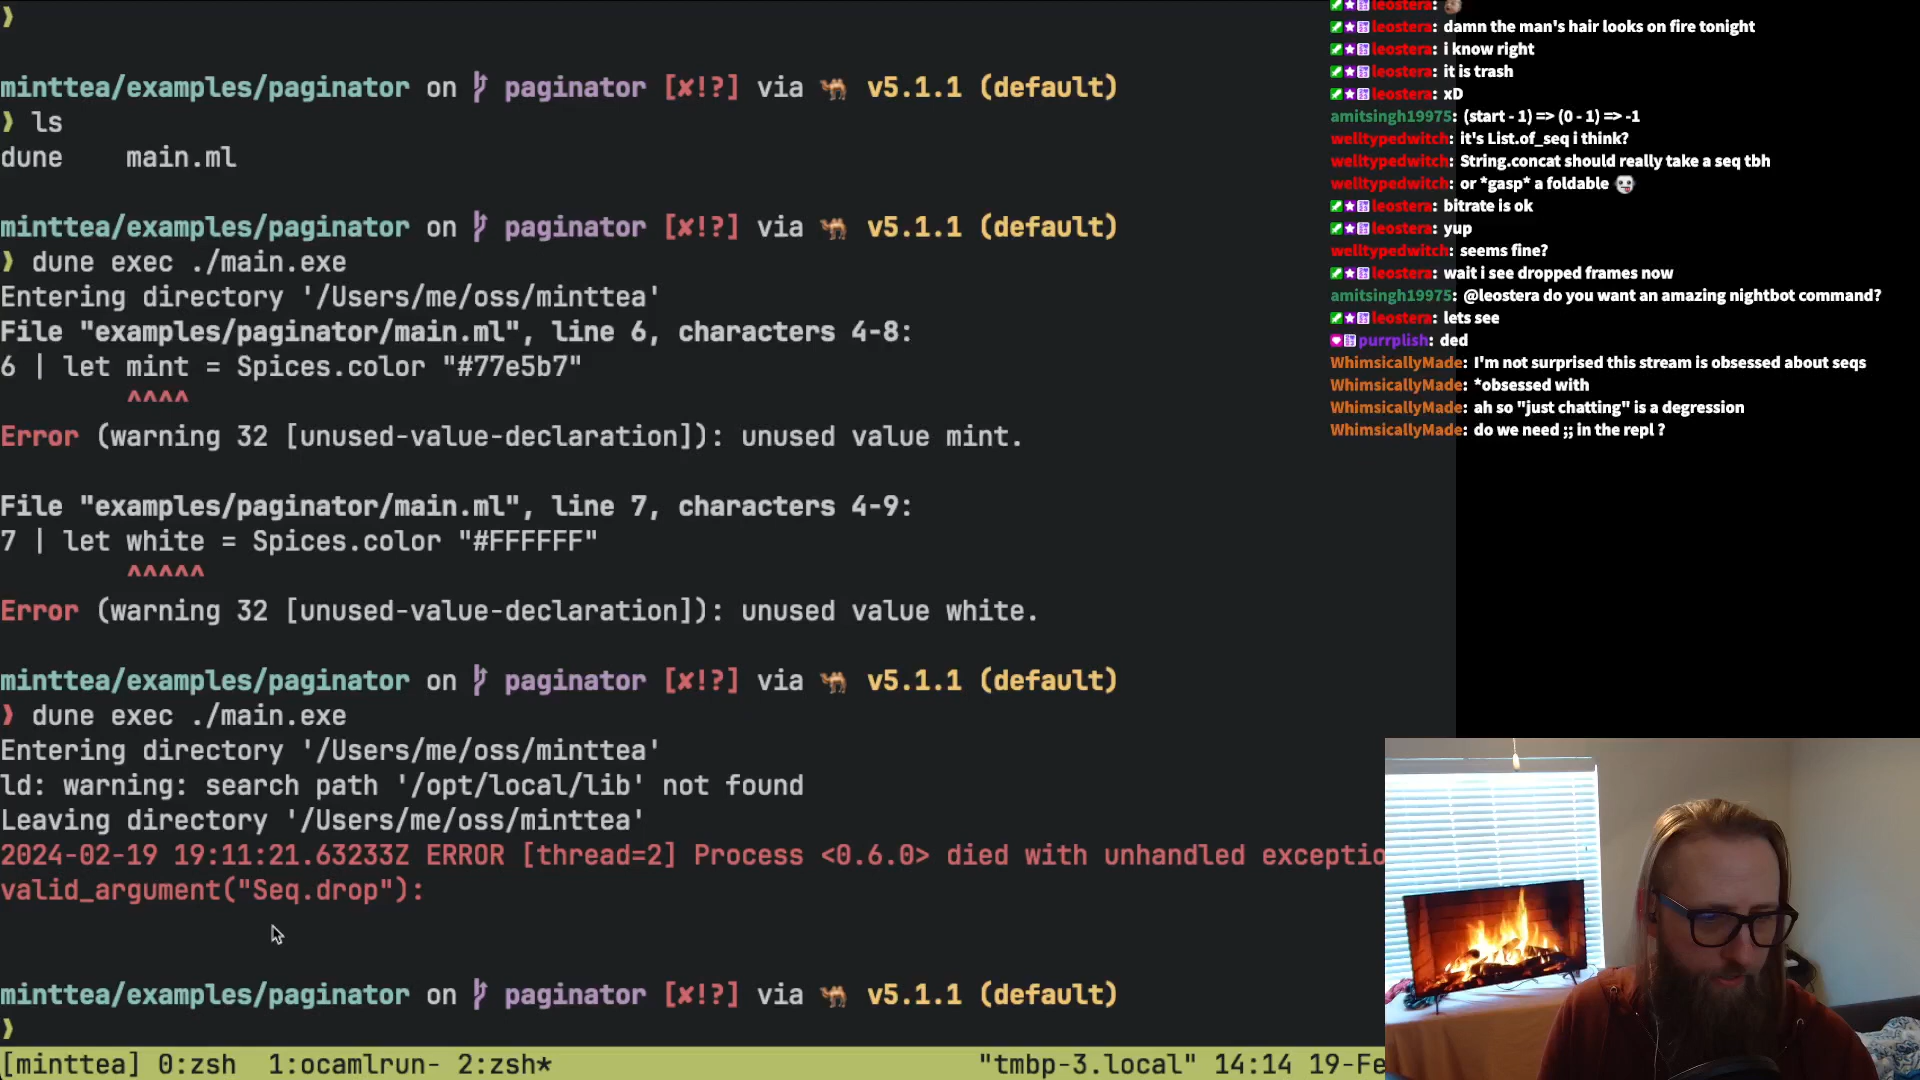 ❱
minttea/examples/paginator on paginator [✘!?] via 🐫 v5.1.1 (default)
❱ ls
dune    main.ml
minttea/examples/paginator on paginator [✘!?] via 🐫 v5.1.1 (default)
❱ dune exec ./main.exe
Entering directory '/Users/me/oss/minttea'
File "examples/paginator/main.ml", line 6, characters 4-8:
6 | let mint = Spices.color "#77e5b7"
^^^^
Error (warning 32 [unused-value-declaration]): unused value mint.
File "examples/paginator/main.ml", line 7, characters 4-9:
7 | let white = Spices.color "#FFFFFF"
^^^^^
Error (warning 32 [unused-value-declaration]): unused value white.
minttea/examples/paginator on paginator [✘!?] via 🐫 v5.1.1 (default)
❱ dune exec ./main.exe
Entering directory '/Users/me/oss/minttea'
ld: warning: search path '/opt/local/lib' not found
Leaving directory '/Users/me/oss/minttea'
2024-02-19 19:11:21.63233Z ERROR [thread=2] Process <0.6.0> died with unhandled exceptio
valid_argument("Seq.drop"):
minttea/examples/paginator on paginator [✘!?] via 🐫 v5.1.1 (default)
❱
[minttea] 0:zsh  1:ocamlrun- 2:zsh*    "tmbp-3.local" 14:14 19-Fe
leostera:
leostera: damn the man's hair looks on fire tonight
leostera: i know right
leostera: it is trash
leostera: xD
amitsingh19975: (start - 1) => (0 - 1) => -1
welltypedwitch: it's List.of_seq i think?
welltypedwitch: String.concat should really take a seq tbh
welltypedwitch: or *gasp* a foldable
leostera: bitrate is ok
leostera: yup
welltypedwitch: seems fine?
leostera: wait i see dropped frames now
amitsingh19975: @leostera do you want an amazing nightbot command?
leostera: lets see
purrplish: ded
WhimsicallyMade: I'm not surprised this stream is obsessed about seqs
WhimsicallyMade: *obsessed with
WhimsicallyMade: ah so "just chatting" is a degression
WhimsicallyMade: do we need ;; in the repl ?